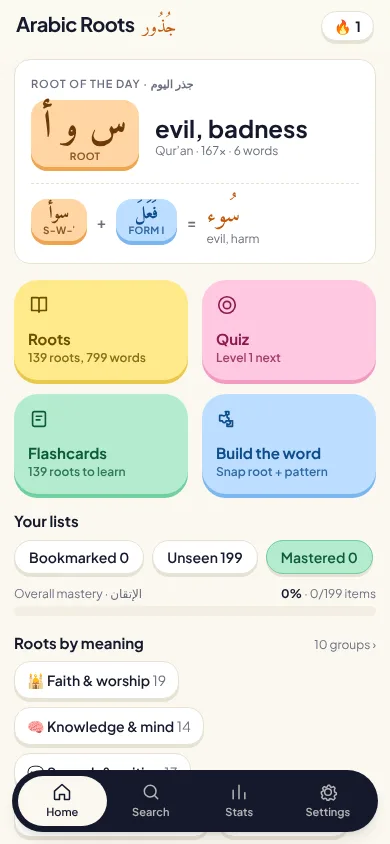 Arabic Roots جُذُور
🔥 1
ROOT OF THE DAY · جذر اليوم
س و أ
ROOT
evil, badness
Qur'an · 167× · 6 words
سوأ
S-W-ʾ
+
فَعَلَ
FORM I
=
سُوء
evil, harm
Roots
139 roots, 799 words
Quiz
Level 1 next
Flashcards
139 roots to learn
Build the word
Snap root + pattern
Your lists
Bookmarked 0
Unseen 199
Mastered 0
Overall mastery · الإتقان
0% · 0/199 items
Roots by meaning
10 groups ›
🕌 Faith & worship 19
🧠 Knowledge & mind 14
Home
Search
Stats
Settings